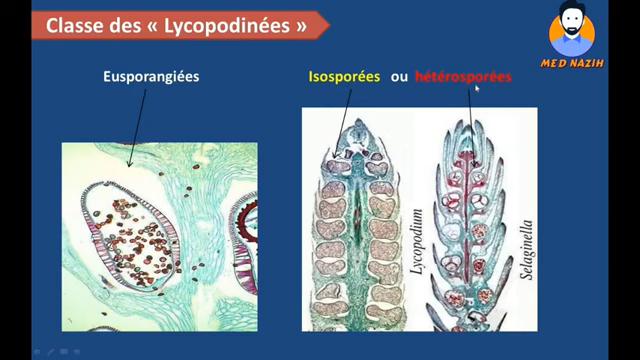 Classe des « Lycopodinées »
MED NAZIH
Eusporangiées
Isosporées ou hétérosporées
Lycopodium
Selaginella